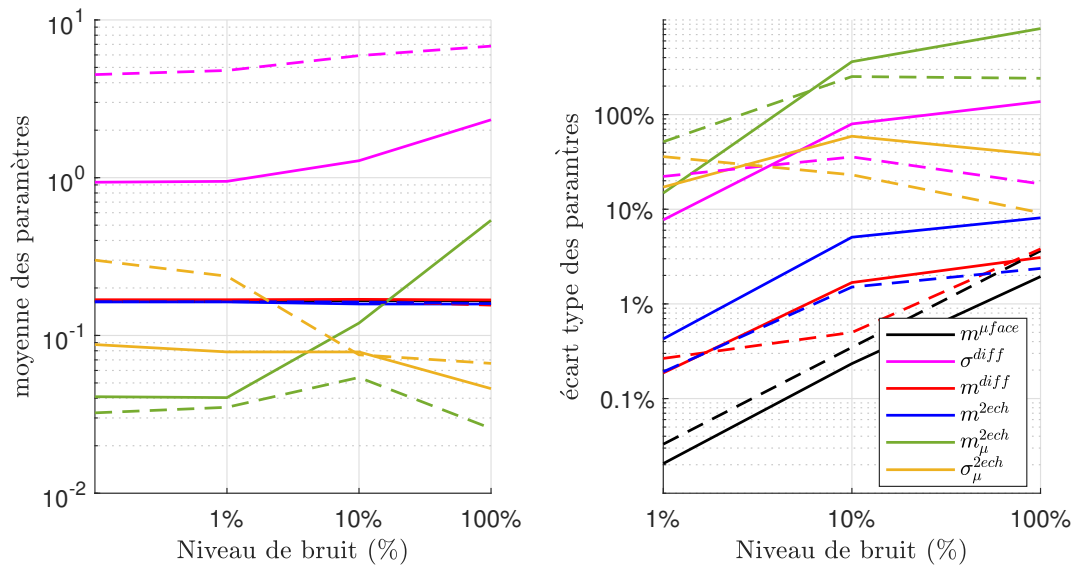 10^1
10^0
10^-1
10^-2
moyenne des paramètres
1%
10%
100%
Niveau de bruit (%)
100%
10%
1%
0.1%
écart type des paramìtres
1%
10%
100%
Niveau de bruit (%)
m^{μface}
σ^{diff}
m^{diff}
m^{2ech}
m_μ^{2ech}
σ_μ^{2ech}